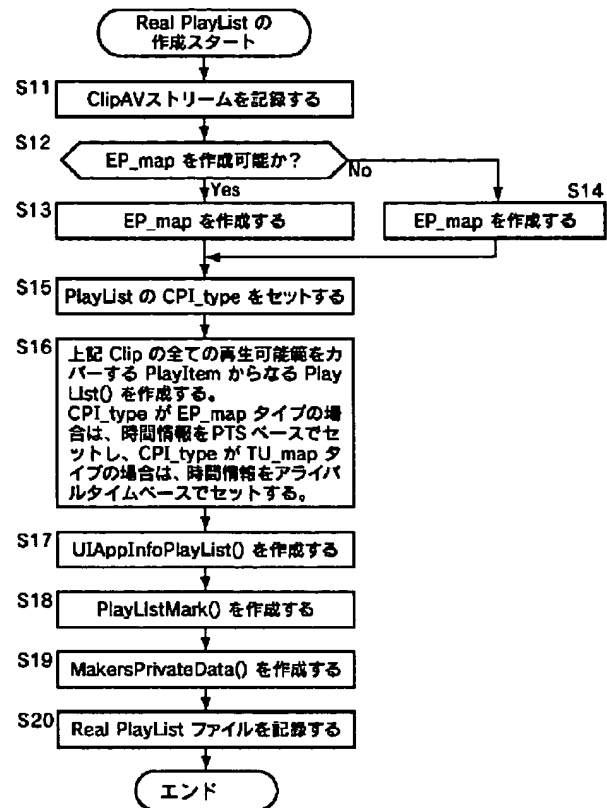 Real PlayList の
作成スタート
S11
ClipAVストリームを記録する
S12
EP_map を作成可能か?
No
Yes
S13
EP_map を作成する
S14
EP_map を作成する
S15
PlayList の CPI_type をセットする
S16
上記 Clip の全ての再生可能範をカ
バーする PlayItem からなる Play
List() を作成する。
CPI_type が EP_map タイプの場
合は、時間情報をPTS ベースでセ
ットし、CPI_type が TU_map タ
イプの場合は、時間情報をアライバ
ルタイムベースでセットする。
S17
UIAppInfoPlayList() を作成する
S18
PlayListMark() を作成する
S19
MakersPrivateData() を作成する
S20
Real PlayList ファイルを記録する
エンド